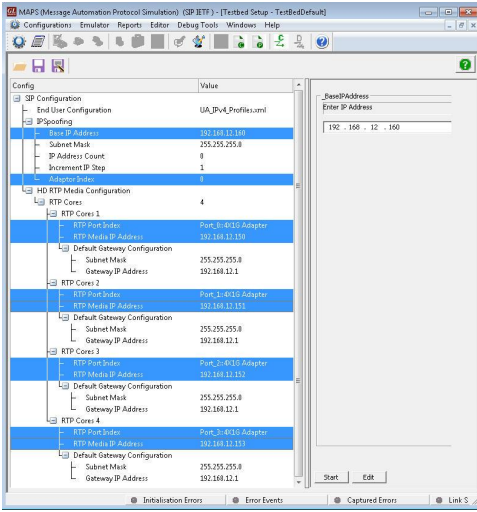 MAPS (Message Automation Protocol Simulation) (SIP IETF) - [Testbed Setup - TestBedDefault]
Configurations Emulator Reports Editor Debug Tools Windows Help
Config Value
SIP Configuration
End User Configuration UA_IPv4_Profiles.xml
IPSpoofing
Base IP Address 192.168.12.160
Subnet Mask 255.255.255.0
IP Address Count 0
Increment IP Step 1
Adaptor Index 0
HD RTP Media Configuration
RTP Cores 4
RTP Cores 1
RTP Port Index Port_0::4X1G Adapter
RTP Media IP Address 192.168.12.150
Default Gateway Configuration
Subnet Mask 255.255.255.0
Gateway IP Address 192.168.12.1
RTP Cores 2
RTP Port Index Port_1::4X1G Adapter
RTP Media IP Address 192.168.12.151
Default Gateway Configuration
Subnet Mask 255.255.255.0
Gateway IP Address 192.168.12.1
RTP Cores 3
RTP Port Index Port_2::4X1G Adapter
RTP Media IP Address 192.168.12.152
Default Gateway Configuration
Subnet Mask 255.255.255.0
Gateway IP Address 192.168.12.1
RTP Cores 4
RTP Port Index Port_3::4X1G Adapter
RTP Media IP Address 192.168.12.153
Default Gateway Configuration
Subnet Mask 255.255.255.0
Gateway IP Address 192.168.12.1
_BaseIPAddress
Enter IP Address
192 . 168 . 12 . 160
Start Edit
Initialisation Errors Error Events Captured Errors Link S